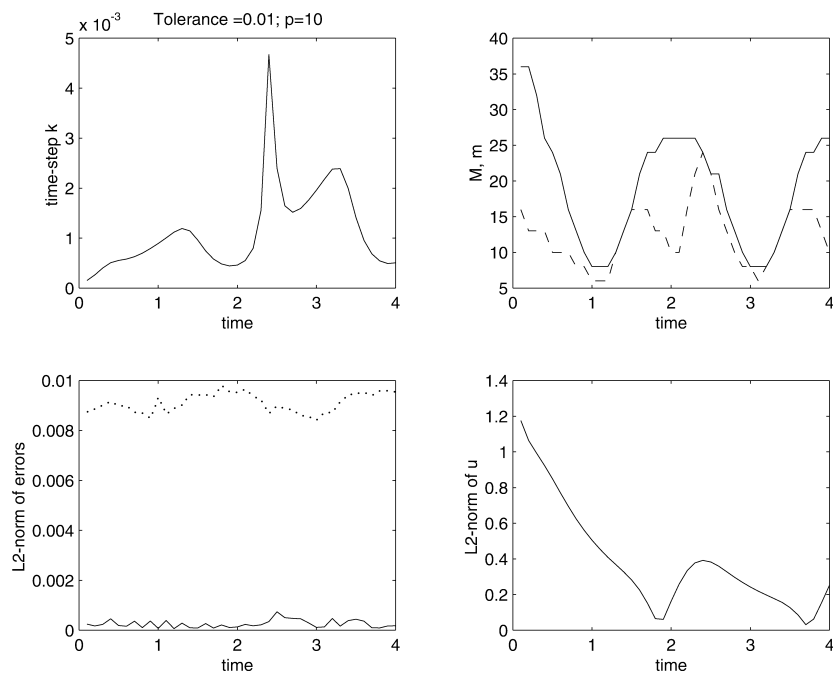 x 10^-3
Tolerance =0.01; p=10
5
4
3
2
1
0
time-step k
0 1 2 3 4
time
40
35
30
25
20
15
10
5
M, m
0 1 2 3 4
time
0.01
0.008
0.006
0.004
0.002
0
L2-norm of errors
0 1 2 3 4
time
1.4
1.2
1
0.8
0.6
0.4
0.2
0
L2-norm of u
0 1 2 3 4
time